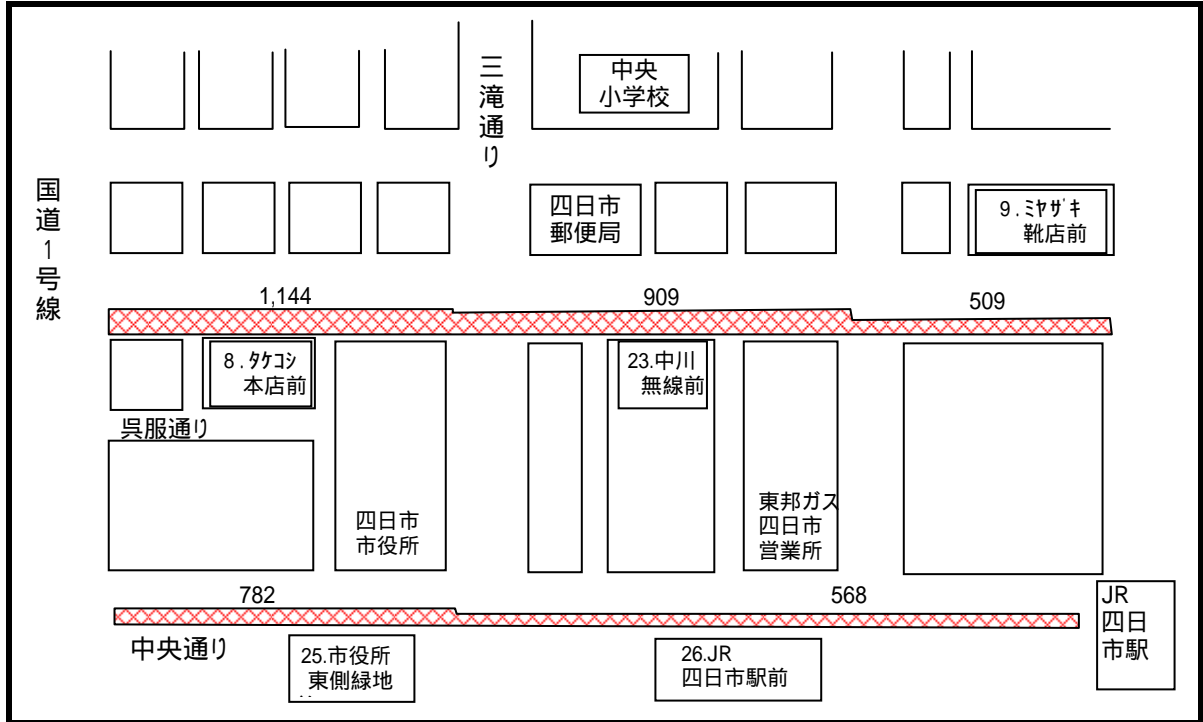 三滝通り
中央
小学校
国道1号線
四日市
郵便局
9.ﾐﾔｻﾞｷ
靴店前
1,144
909
509
8.ﾀｹｺｼ
本店前
23.中川
無線前
呉服通り
四日市
市役所
東邦ガス
四日市
営業所
782
568
JR
四日
市駅
中央通り
25.市役所
東側緑地
26.JR
四日市駅前